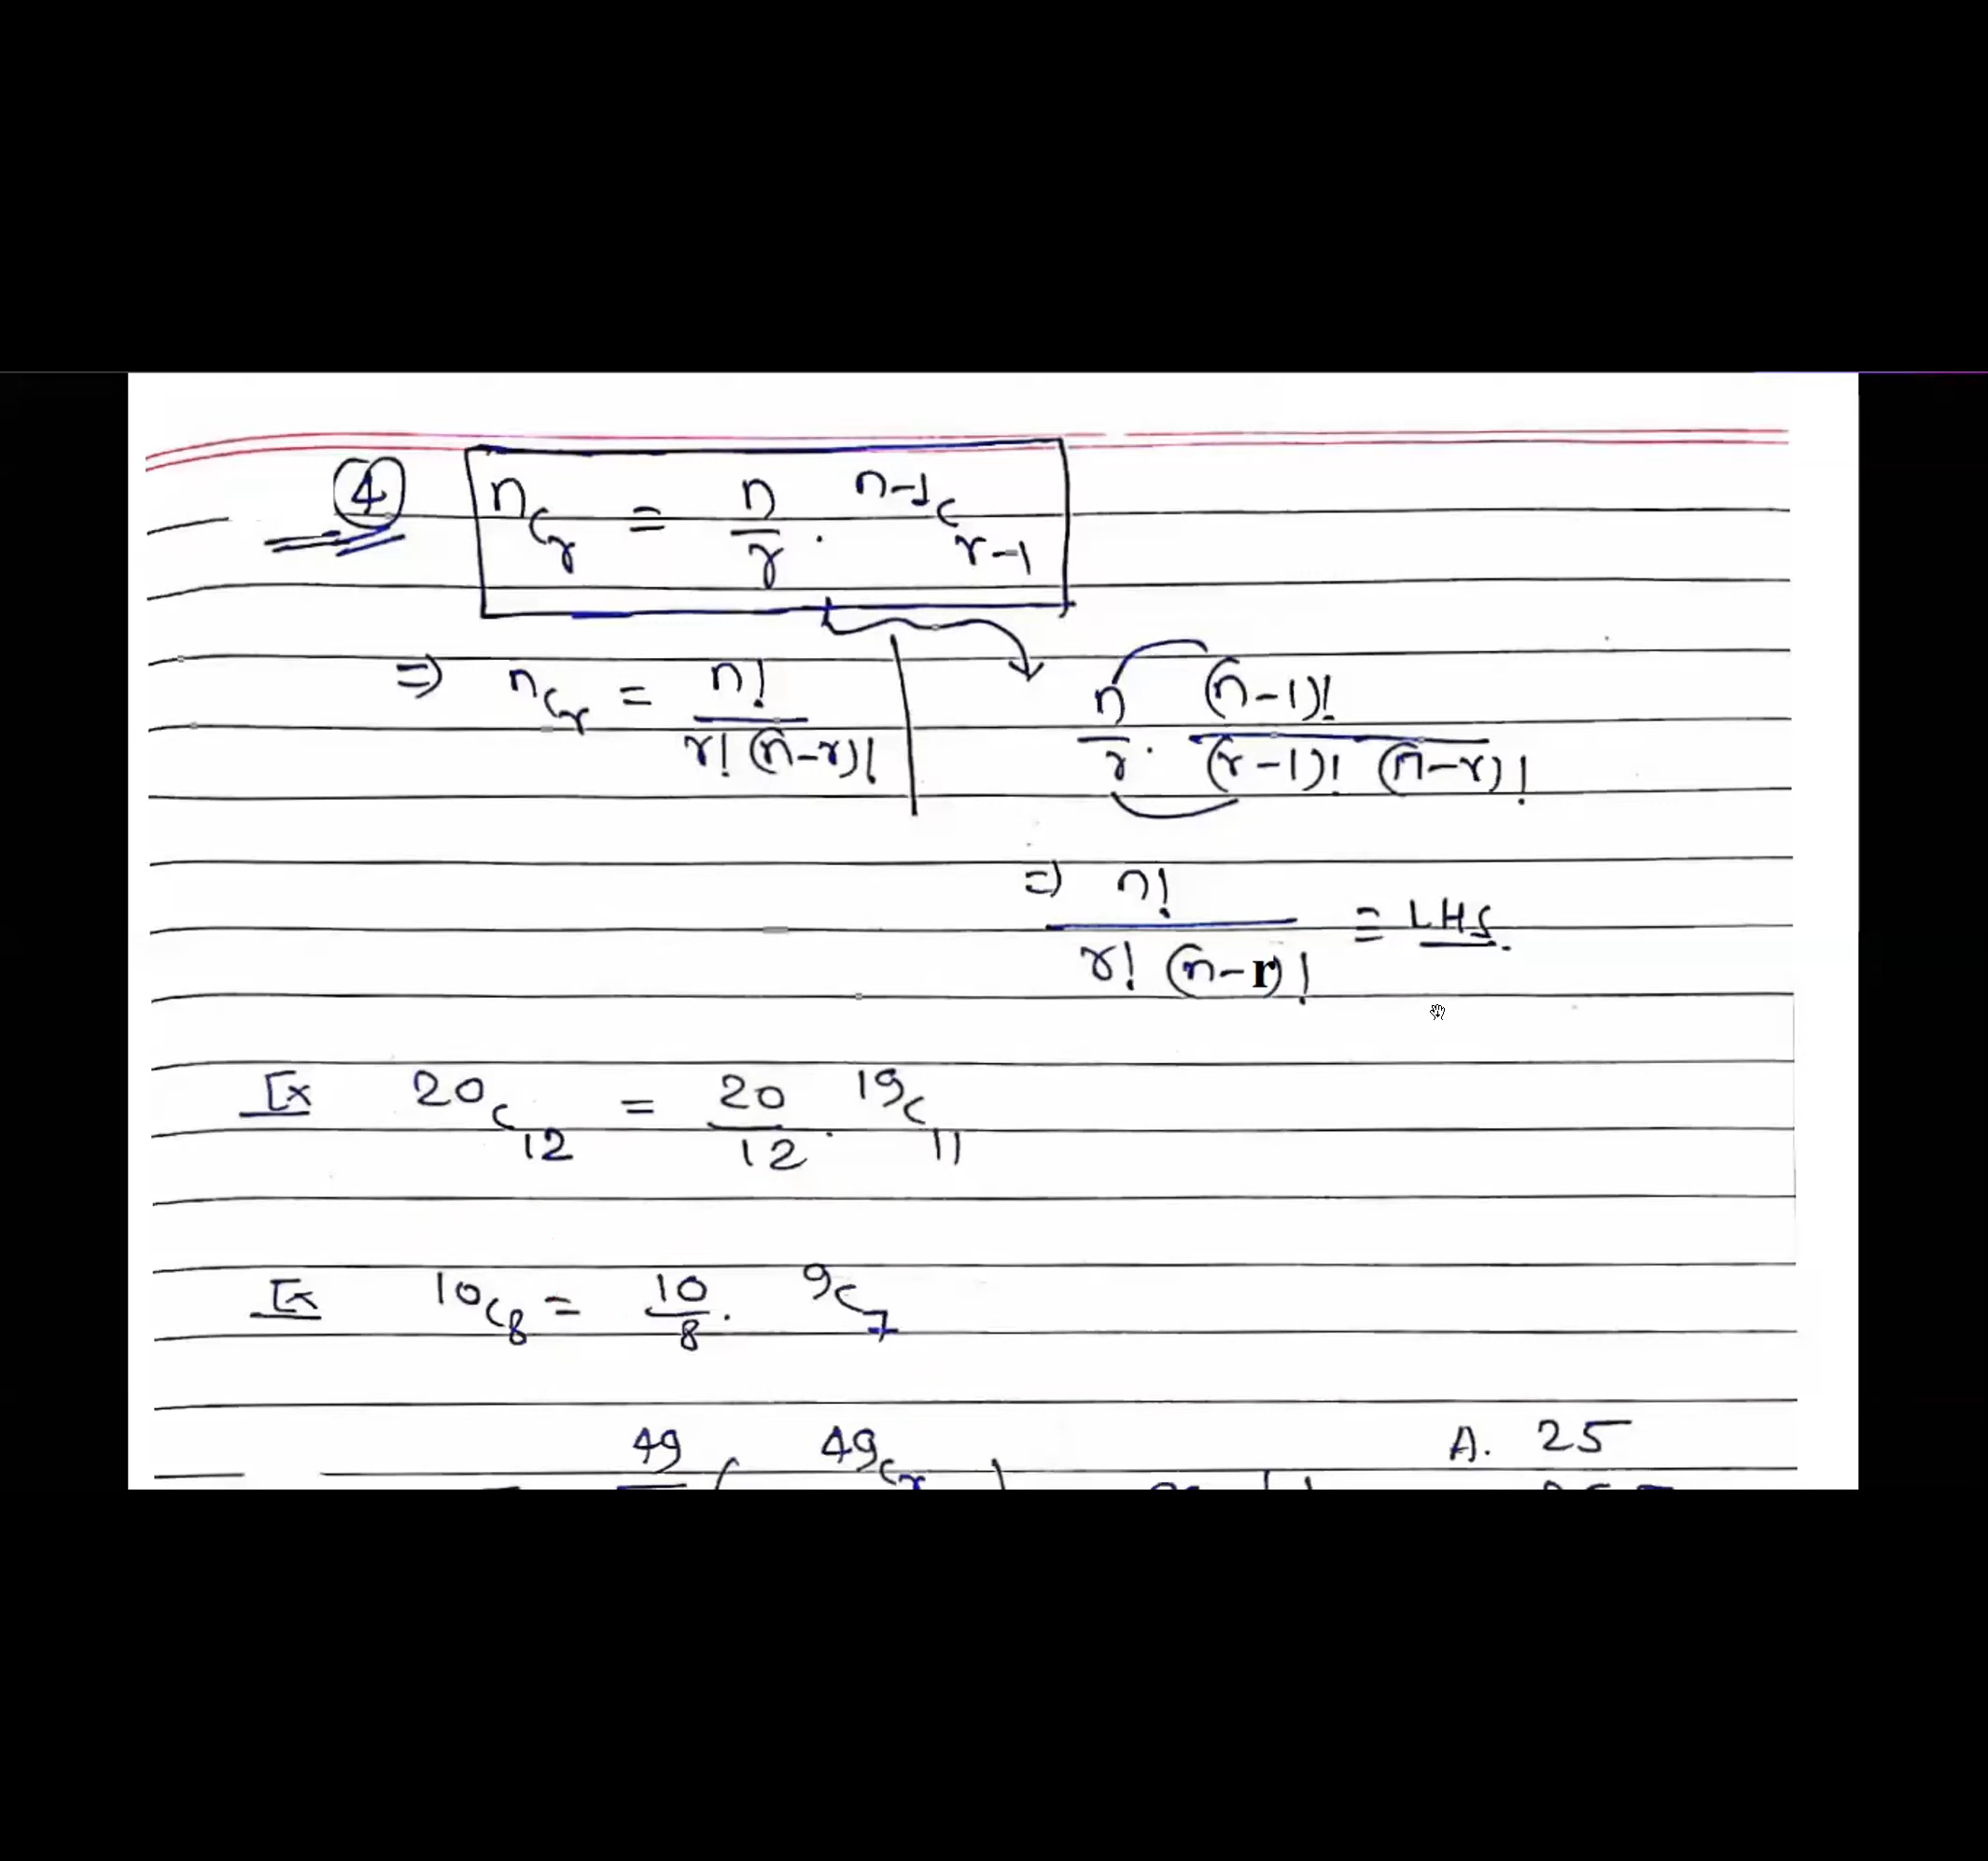 ④ nCr = n/r . n-1Cr-1
⇒ nCr = n!/r!(n-r)! | n/r . (n-1)!/(r-1)! (n-r)!
⇒ n!/r! (n-r)! = LHS.
Ex 20C12 = 20/12 . 19C11
Ex 10C8 = 10/8 . 9C7
49 ( 49Cr ) A. 25